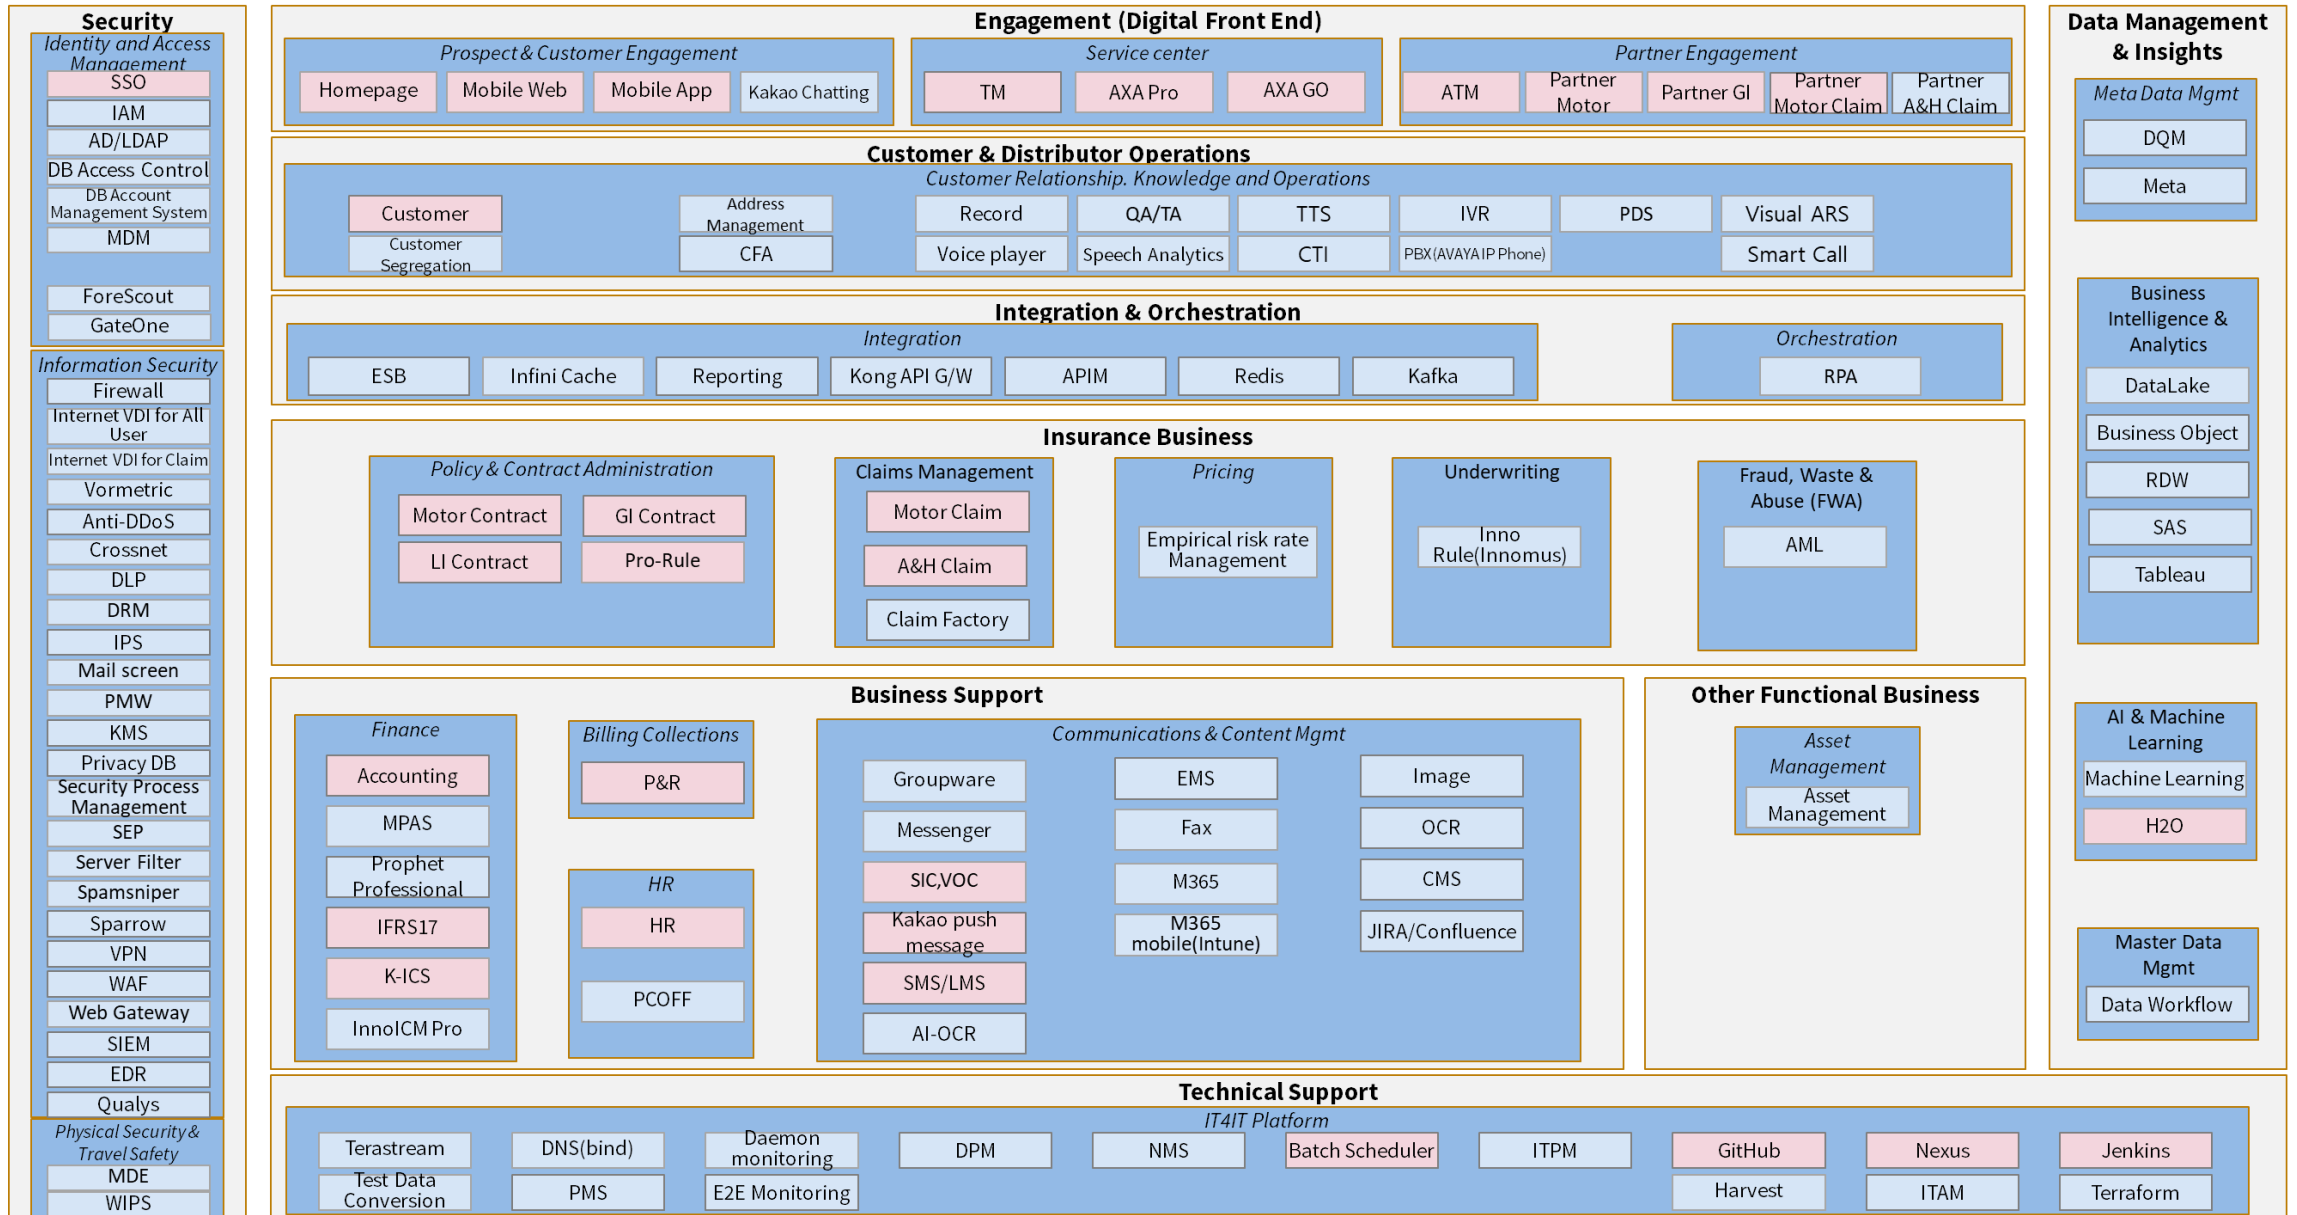 Security
Identity and Access
Management
SSO
IAM
AD/LDAP
DB Access Control
DB Account
Management System
MDM
ForeScout
GateOne
Information Security
Firewall
Internet VDI for All
User
Internet VDI for Claim
Vormetric
Anti-DDoS
Crossnet
DLP
DRM
IPS
Mail screen
PMW
KMS
Privacy DB
Security Process
Management
SEP
Server Filter
Spamsniper
Sparrow
VPN
WAF
Web Gateway
SIEM
EDR
Qualys
Physical Security &
Travel Safety
MDE
WIPS
Engagement (Digital Front End)
Prospect & Customer Engagement
Homepage
Mobile Web
Mobile App
Kakao Chatting
Service center
TM
AXA Pro
AXA GO
Partner Engagement
ATM
Partner
Motor
Partner GI
Partner
Motor Claim
Partner
A&H Claim
Customer & Distributor Operations
Customer Relationship. Knowledge and Operations
Customer
Address
Management
Record
QA/TA
TTS
IVR
PDS
Visual ARS
Customer
Segregation
CFA
Voice player
Speech Analytics
CTI
PBX(AVAYA IP Phone)
Smart Call
Integration & Orchestration
Integration
ESB
Infini Cache
Reporting
Kong API G/W
APIM
Redis
Kafka
Orchestration
RPA
Insurance Business
Policy & Contract Administration
Motor Contract
GI Contract
LI Contract
Pro-Rule
Claims Management
Motor Claim
A&H Claim
Claim Factory
Pricing
Empirical risk rate
Management
Underwriting
Inno
Rule(Innomus)
Fraud, Waste &
Abuse (FWA)
AML
Business Support
Finance
Accounting
MPAS
Prophet
Professional
IFRS17
K-ICS
InnoICM Pro
Billing Collections
P&R
HR
HR
PCOFF
Communications & Content Mgmt
Groupware
Messenger
SIC,VOC
Kakao push
message
SMS/LMS
AI-OCR
EMS
Fax
M365
M365
mobile(Intune)
Image
OCR
CMS
JIRA/Confluence
Other Functional Business
Asset
Management
Asset
Management
Data Management
& Insights
Meta Data Mgmt
DQM
Meta
Business
Intelligence &
Analytics
DataLake
Business Object
RDW
SAS
Tableau
AI & Machine
Learning
Machine Learning
H2O
Master Data
Mgmt
Data Workflow
Technical Support
IT4IT Platform
Terastream
DNS(bind)
Daemon
monitoring
DPM
NMS
Batch Scheduler
ITPM
GitHub
Nexus
Jenkins
Test Data
Conversion
PMS
E2E Monitoring
Harvest
ITAM
Terraform